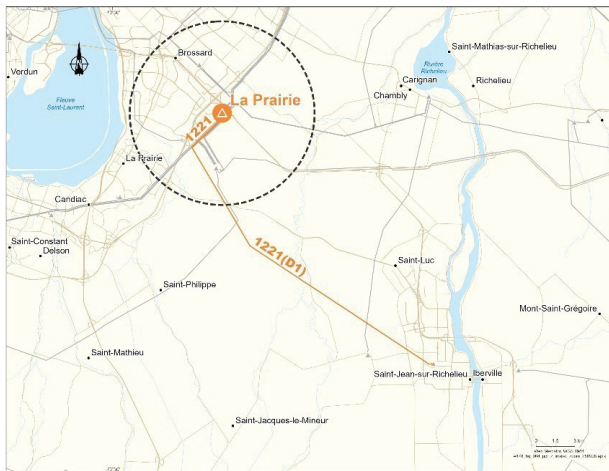 Brossard
Verdun
Fleuve
Saint-Laurent
La Prairie
1221
Saint-Mathias-sur-Richelieu
Rivière
Richelieu
Carignan
Richelieu
Chambly
La Prairie
Candiac
Saint-Constant
Delson
1221(D1)
Saint-Luc
Saint-Philippe
Mont-Saint-Grégoire
Saint-Mathieu
Saint-Jean-sur-Richelieu
Iberville
Saint-Jacques-le-Mineur